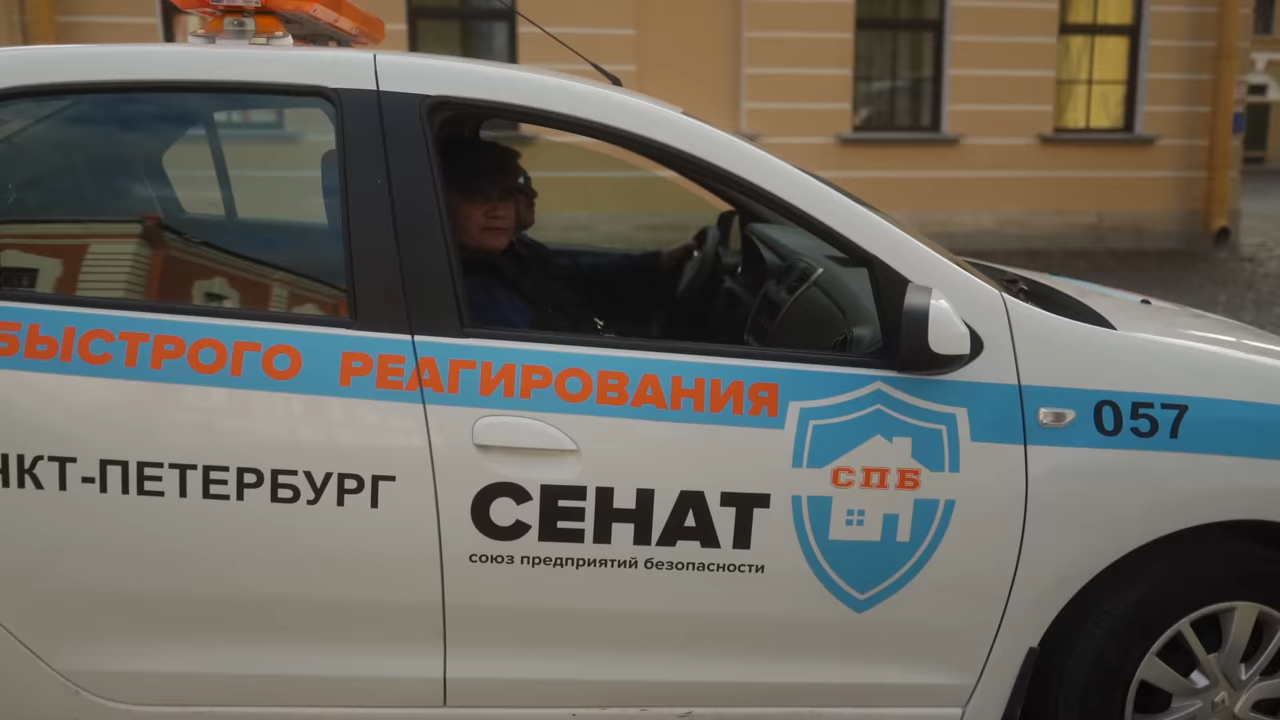 БЫСТРОГО РЕАГИРОВАНИЯ
НКТ-ПЕТЕРБУРГ
СЕНАТ
союз предприятий безопасности
СПБ
057